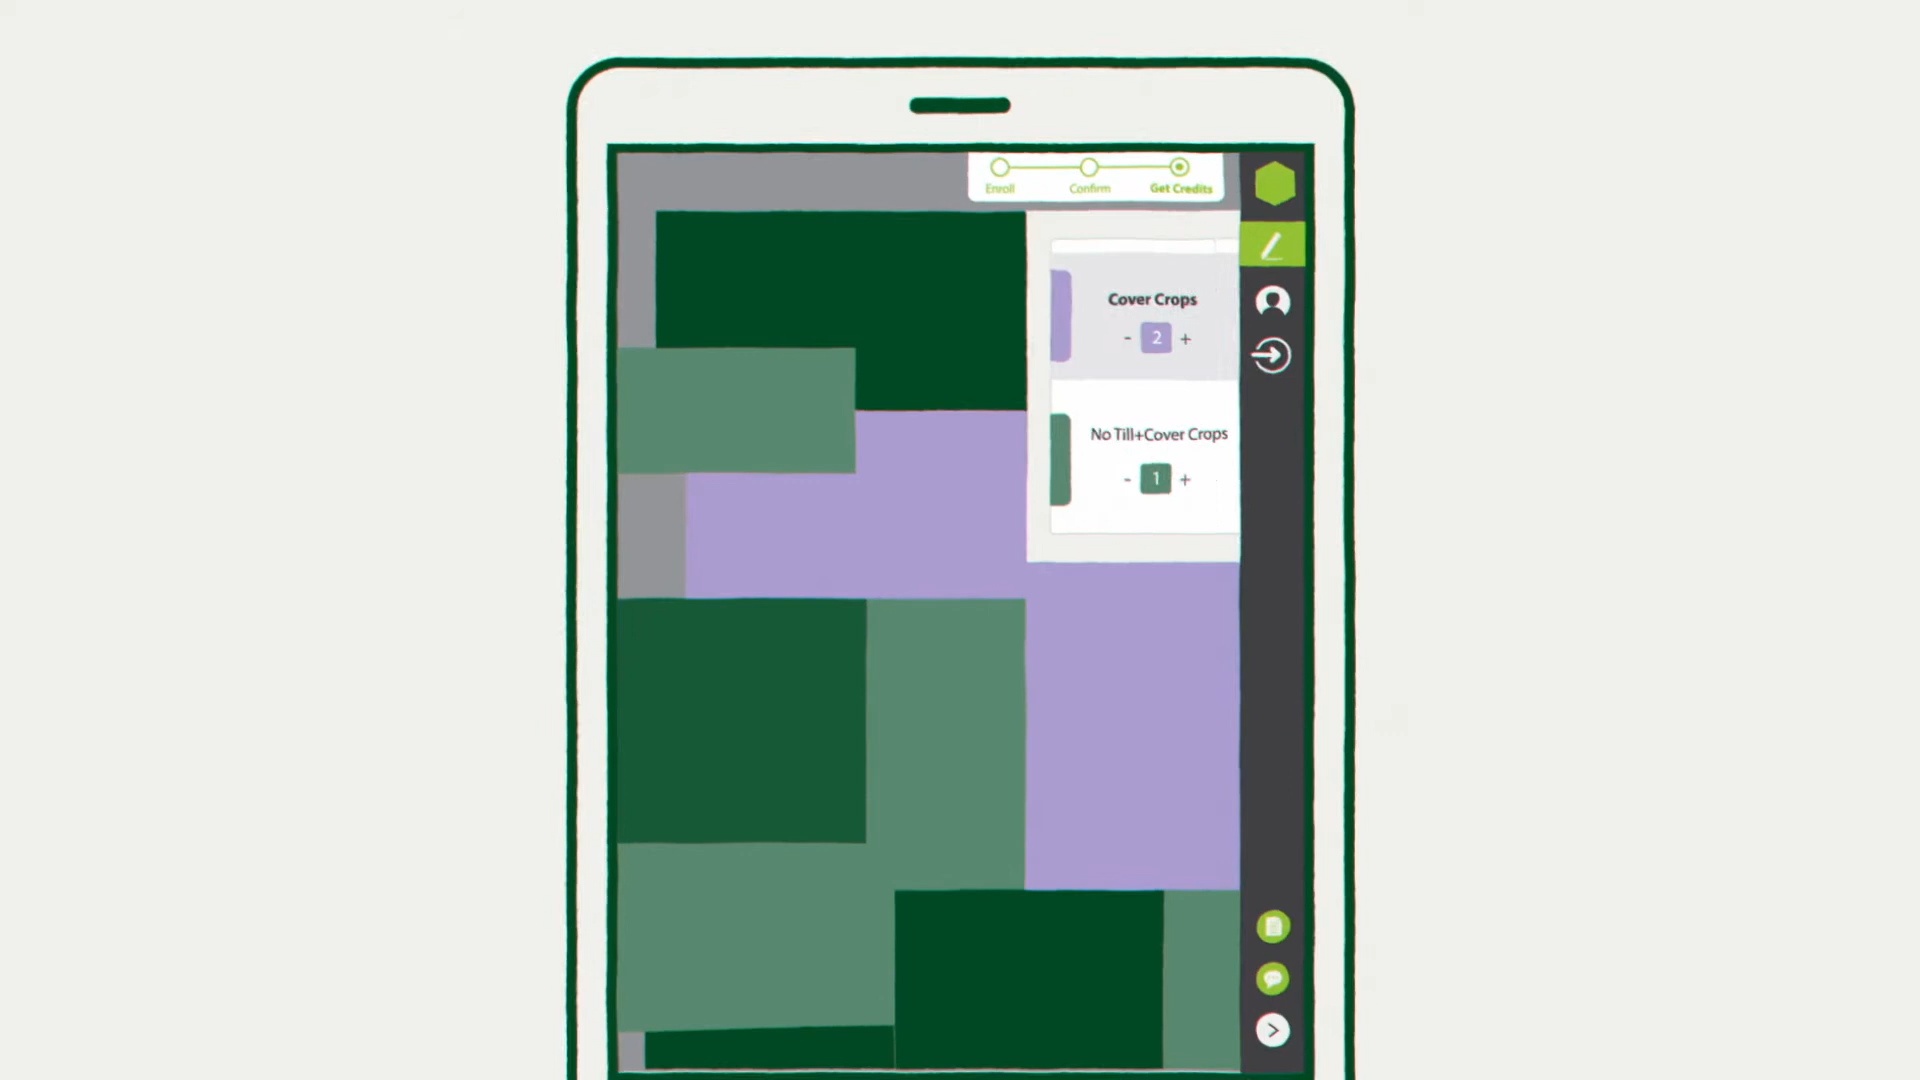 Enroll Confirm Get Credits
Cover Crops
- 2 +
No Till+Cover Crops
- 1 +